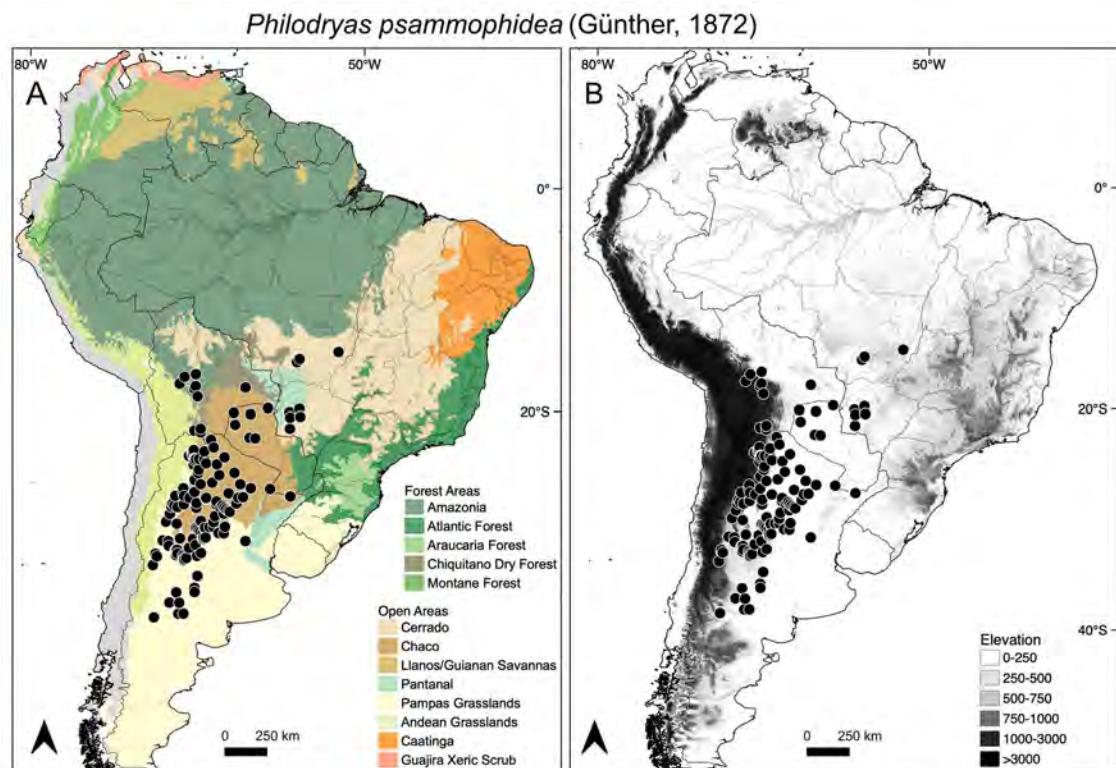 Philodryas psammophidea (Günther, 1872)
80°W
50°W
A
0°
20°S
Forest Areas
Amazonia
Atlantic Forest
Araucaria Forest
Chiquitano Dry Forest
Montane Forest
Open Areas
Cerrado
Chaco
Llanos/Guianan Savannas
Pantanal
Pampas Grasslands
Andean Grasslands
Caatinga
Guajira Xeric Scrub
0 250 km
80°W
50°W
B
0°
20°S
40°S
Elevation
0-250
250-500
500-750
750-1000
1000-3000
>3000
0 250 km